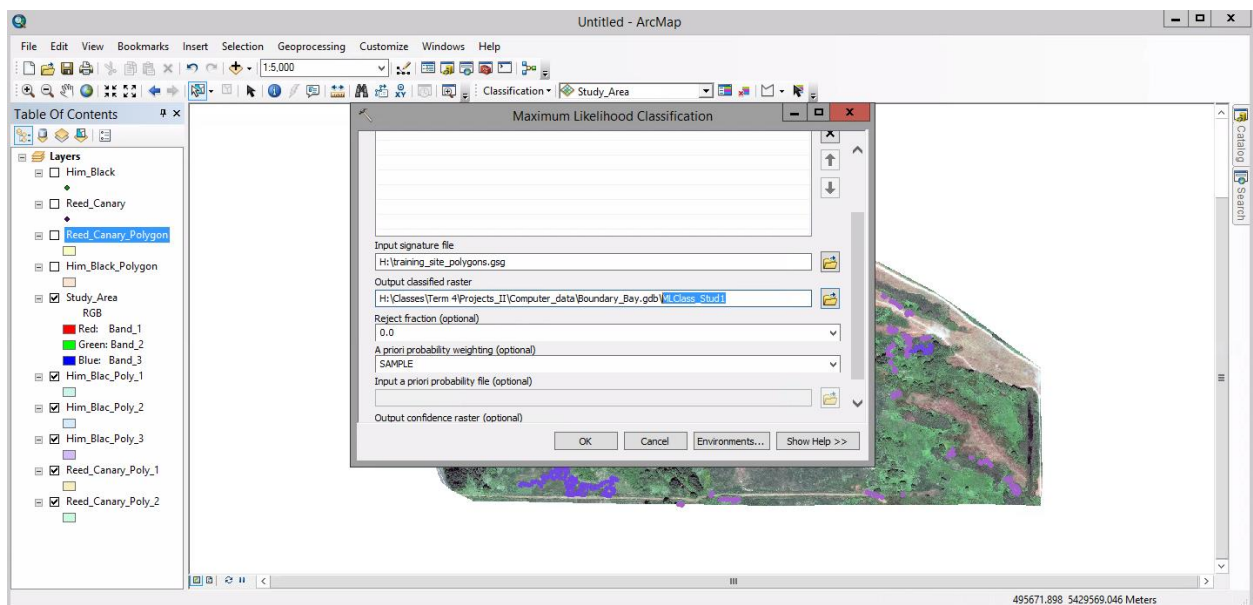 Untitled - ArcMap
File Edit View Bookmarks Insert Selection Geoprocessing Customize Windows Help
1:5,000
Classification Study_Area
Table Of Contents
Layers
Him_Black
Reed_Canary
Reed_Canary_Polygon
Him_Black_Polygon
Study_Area
RGB
Red: Band_1
Green: Band_2
Blue: Band_3
Him_Blac_Poly_1
Him_Blac_Poly_2
Him_Blac_Poly_3
Reed_Canary_Poly_1
Reed_Canary_Poly_2
Maximum Likelihood Classification
Input signature file
H:\training_site_polygons.gsg
Output classified raster
H:\Classes\Term 4\Projects_II\Computer_data\Boundary_Bay.gdb\MLClass_Stud1
Reject fraction (optional)
0.0
A priori probability weighting (optional)
SAMPLE
Input a priori probability file (optional)
Output confidence raster (optional)
OK Cancel Environments... Show Help >>
Catalog
Search
495671.898 5429569.046 Meters